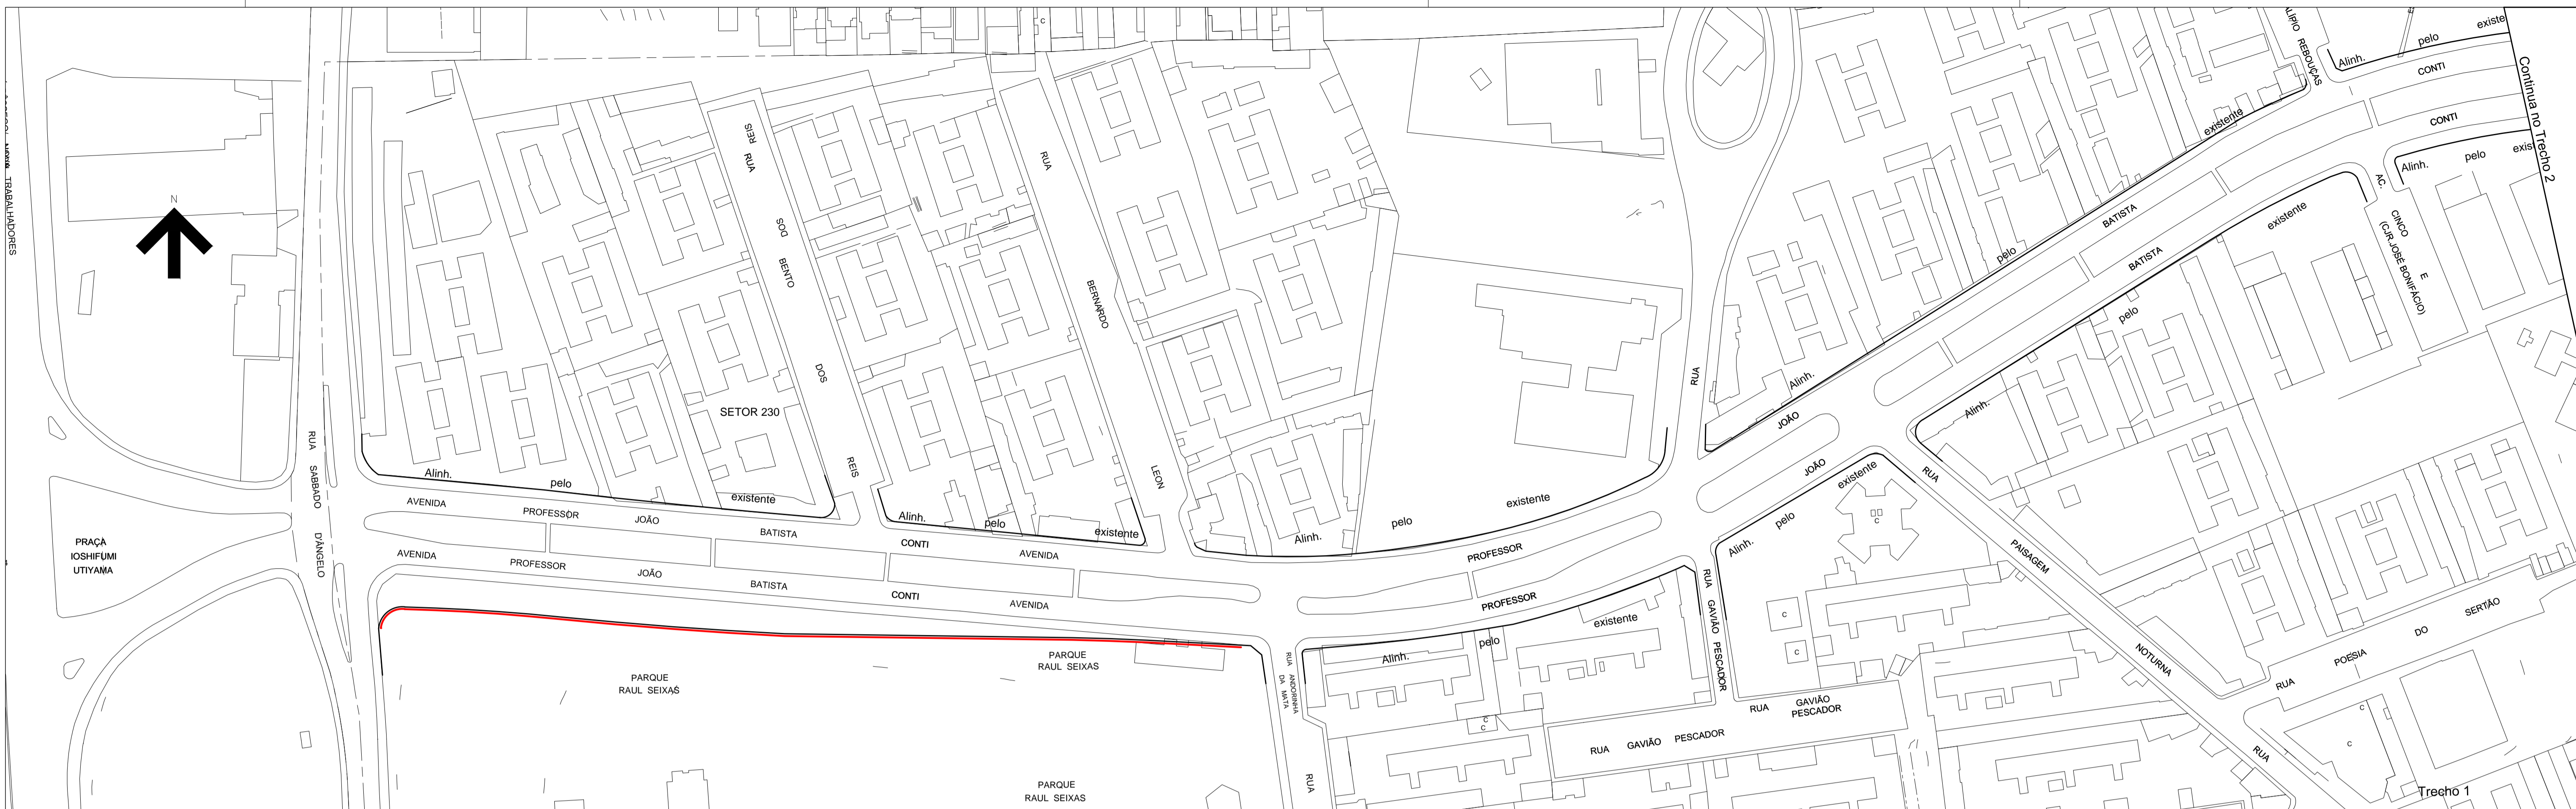 C
existe
pelo
Alinh.
CONTI
REBOUÇAS
Continua no Trecho 2
TRABALHADORES
N
REIS RUA
DOS
BENTO
DOS
REIS
RUA
BERNARDO
LEON
existente
CONTI
Alinh. pelo
AC.
CINCO E
(CJR.JOSÉ BONIFÁCIO)
BATISTA
existente
pelo
BATISTA
pelo
RUA
Alinh.
JOÃO
Alinh.
SETOR 230
RUA SABBADO D'ÂNGELO
Alinh. pelo existente
AVENIDA PROFESSOR JOÃO BATISTA CONTI AVENIDA
Alinh. pelo existente
Alinh. pelo existente
PROFESSOR
JOÃO
existente
pelo
Alinh.
C
RUA
PAISAGEM
NOTURNA
RUA
PRAÇA
IOSHIFUMI
UTIYAMA
AVENIDA PROFESSOR JOÃO BATISTA CONTI AVENIDA
PROFESSOR
RUA GAVIÃO PESCADOR
Alinh. pelo existente
C
C
RUA POESIA DO SERTÃO
PARQUE
RAUL SEIXAS
PARQUE
RAUL SEIXAS
RUA ANDORINHA
DA MATA
RUA
RUA GAVIÃO
PESCADOR
RUA GAVIÃO PESCADOR
C
C
C
C
PARQUE
RAUL SEIXAS
Trecho 1